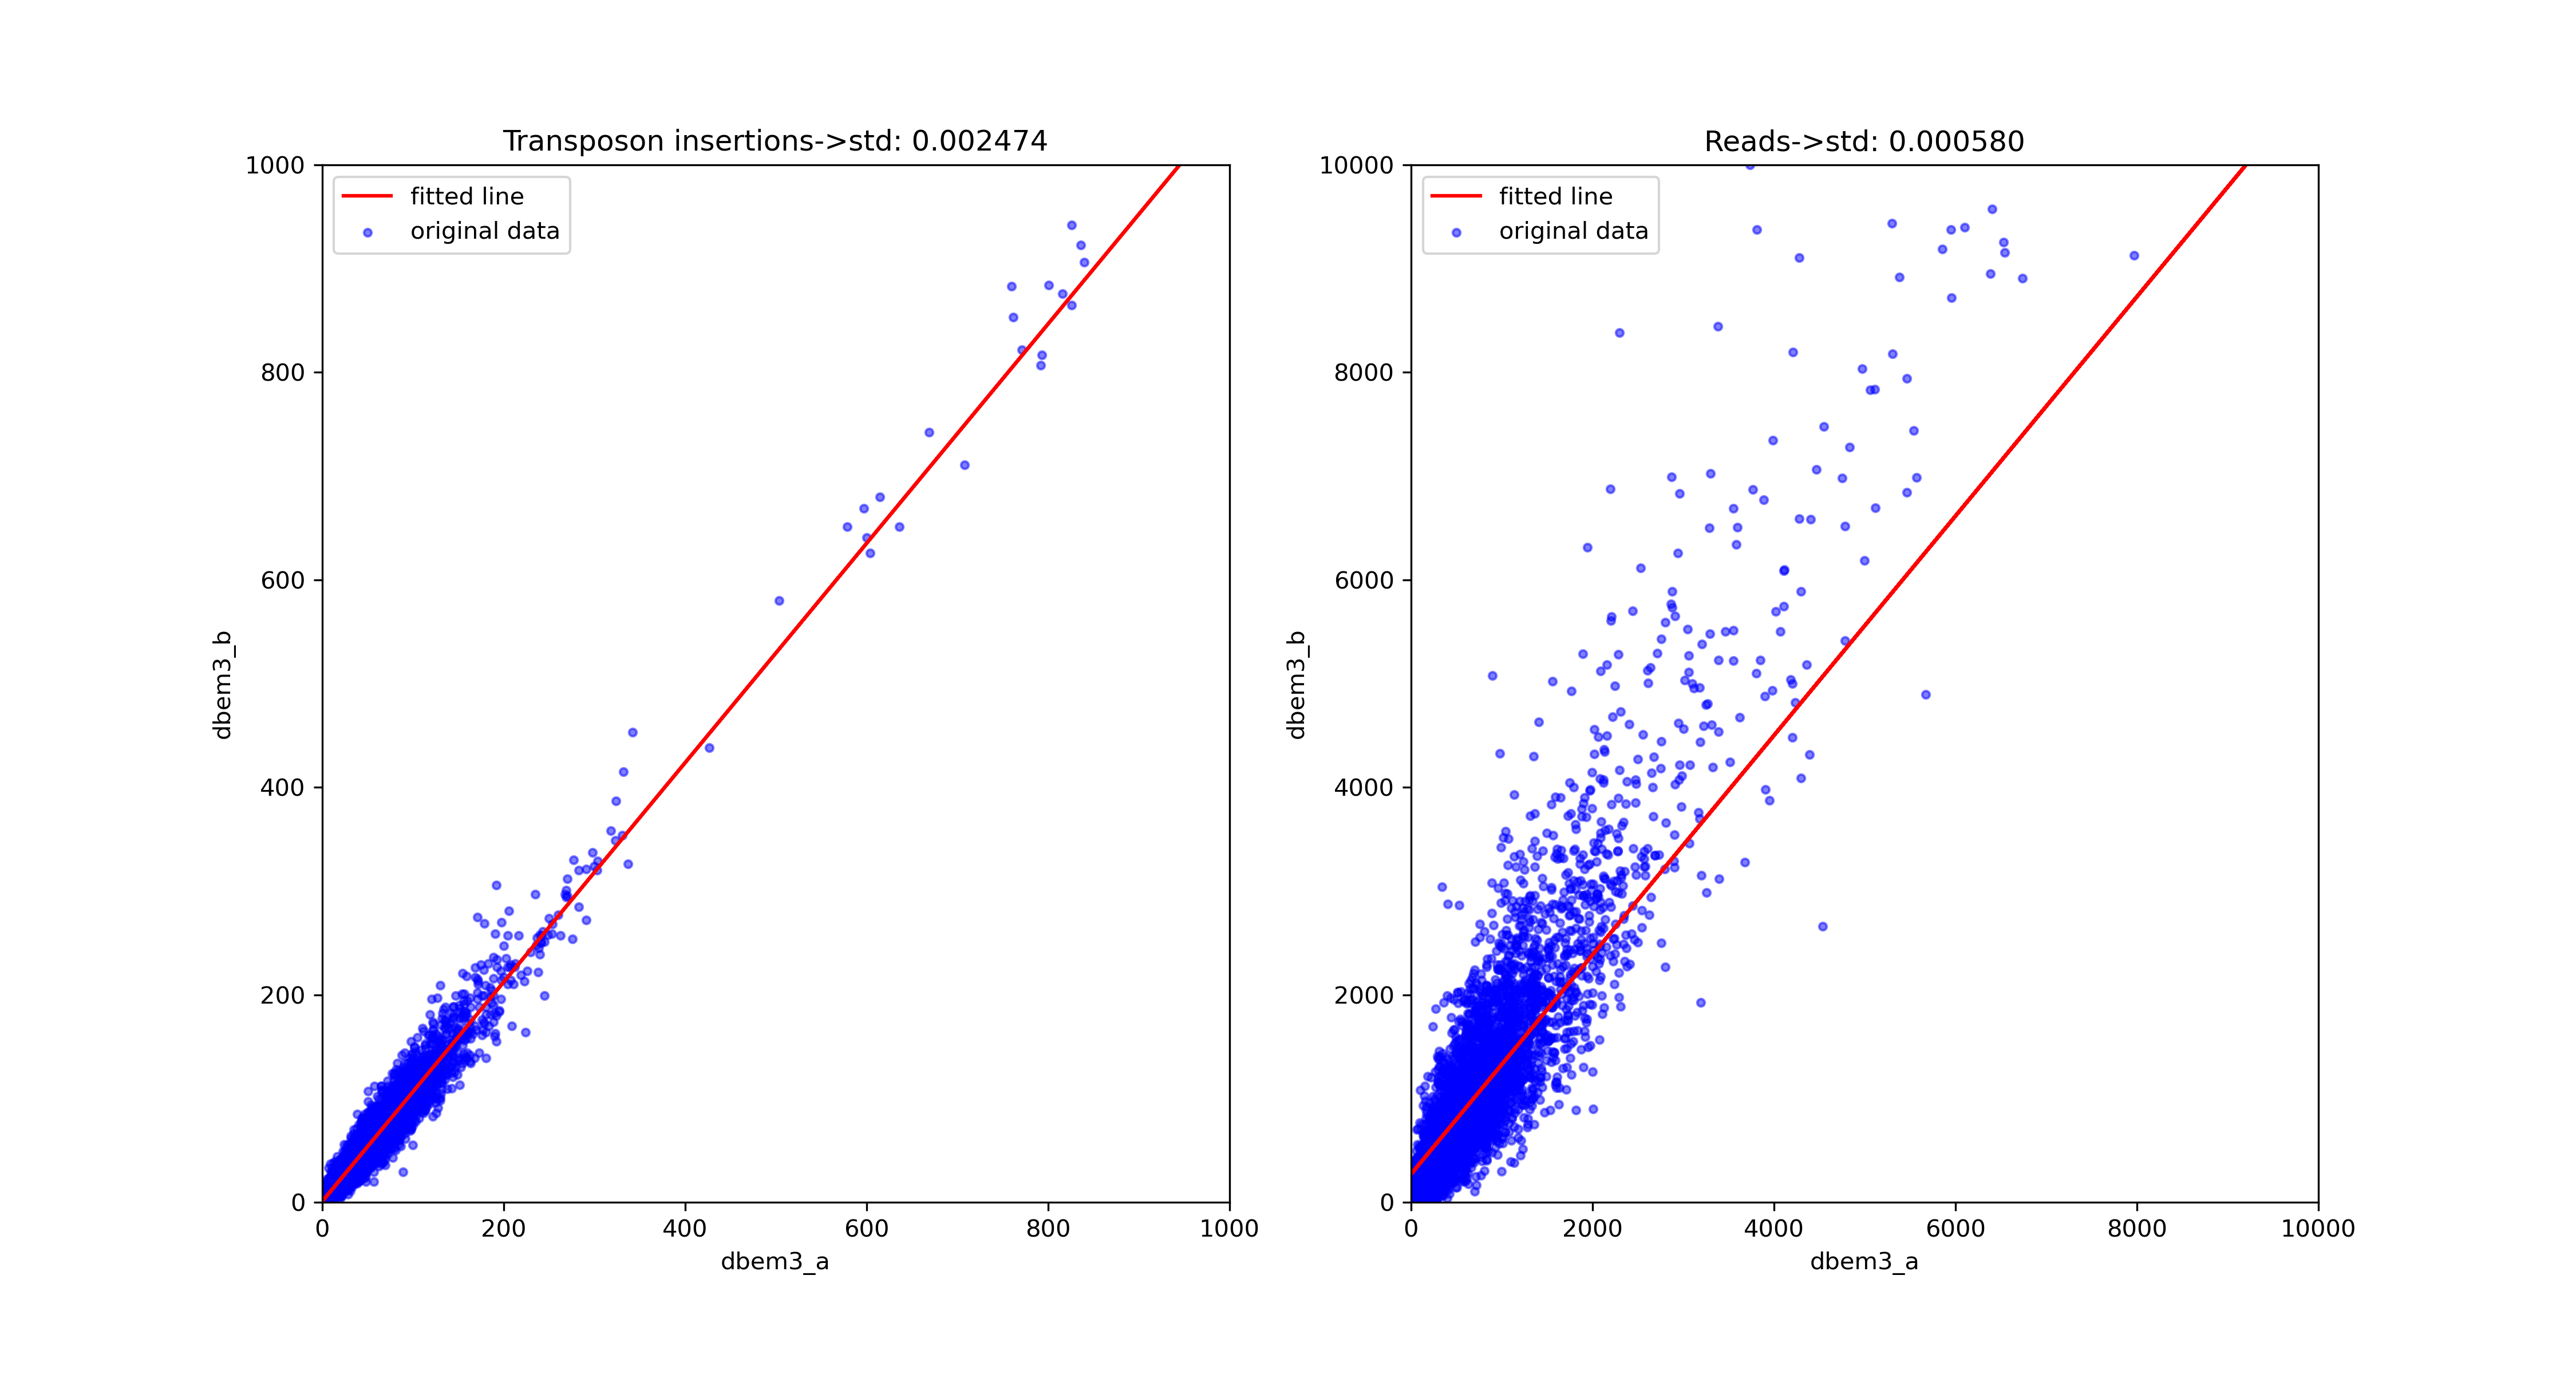 Transposon insertions->std: 0.002474
fitted line
original data
1000
800
600
400
200
0
0 200 400 600 800 1000
dbem3_b
dbem3_a
Reads->std: 0.000580
fitted line
original data
10000
8000
6000
4000
2000
0
0 2000 4000 6000 8000 10000
dbem3_b
dbem3_a